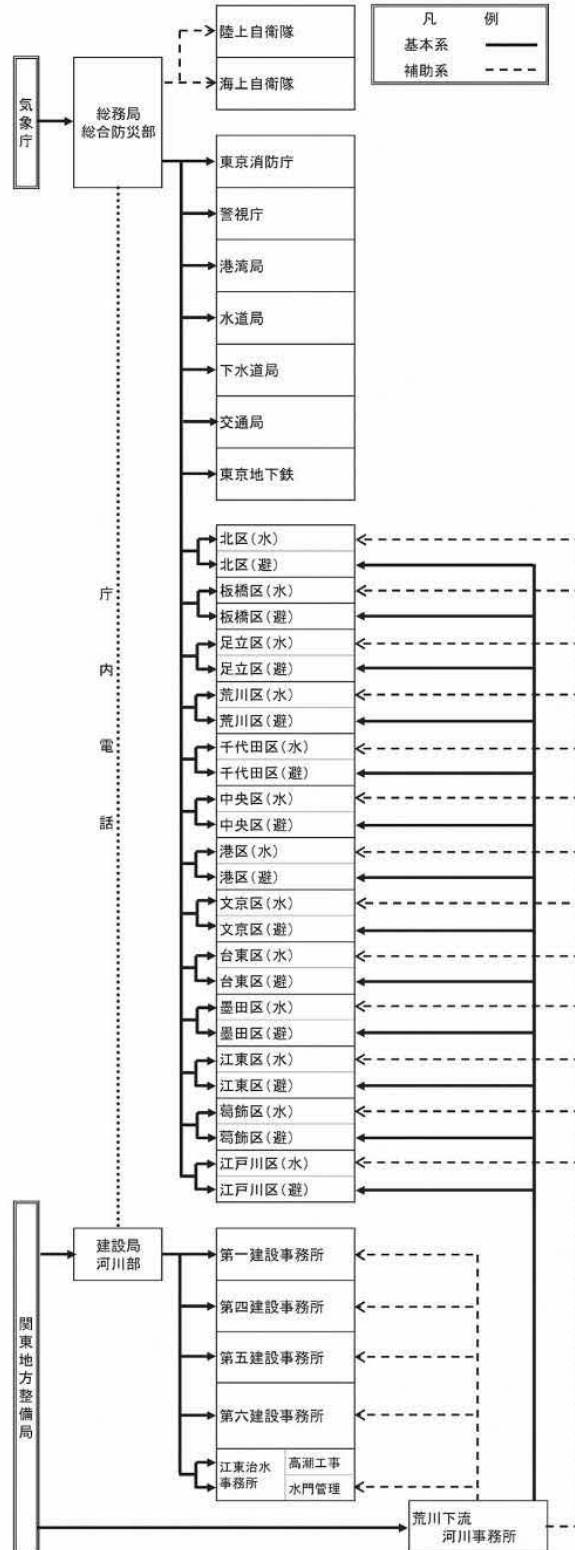 陸上自衛隊
海上自衛隊
凡 例
基本系
補助系
気象庁
総務局
総合防災部
東京消防庁
警視庁
港湾局
水道局
下水道局
交通局
東京地下鉄
庁内電話
北区(水)
北区(避)
板橋区(水)
板橋区(避)
足立区(水)
足立区(避)
荒川区(水)
荒川区(避)
千代田区(水)
千代田区(避)
中央区(水)
中央区(避)
港区(水)
港区(避)
文京区(水)
文京区(避)
台東区(水)
台東区(避)
墨田区(水)
墨田区(避)
江東区(水)
江東区(避)
葛飾区(水)
葛飾区(避)
江戸川区(水)
江戸川区(避)
関東地方整備局
建設局
河川部
第一建設事務所
第四建設事務所
第五建設事務所
第六建設事務所
江東治水
事務所
高潮工事
水門管理
荒川下流
河川事務所